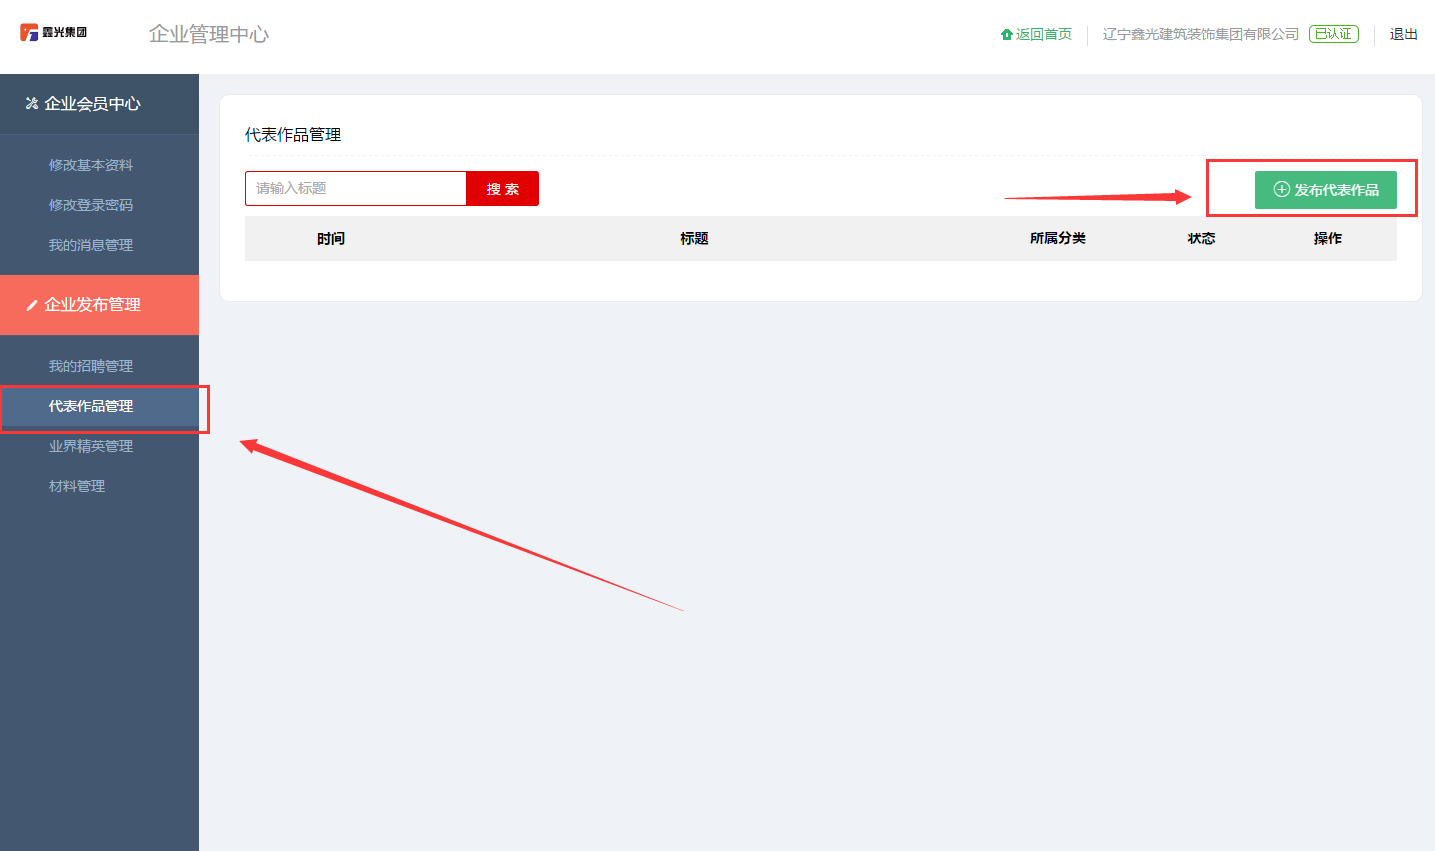 鑫光集团
企业管理中心
返回首页
辽宁鑫光建筑装饰集团有限公司
已认证
退出
企业会员中心
修改基本资料
修改登录密码
我的消息管理
企业发布管理
我的招聘管理
代表作品管理
业界精英管理
材料管理
代表作品管理
请输入标题
搜 索
发布代表作品
时间 标题 所属分类 状态 操作